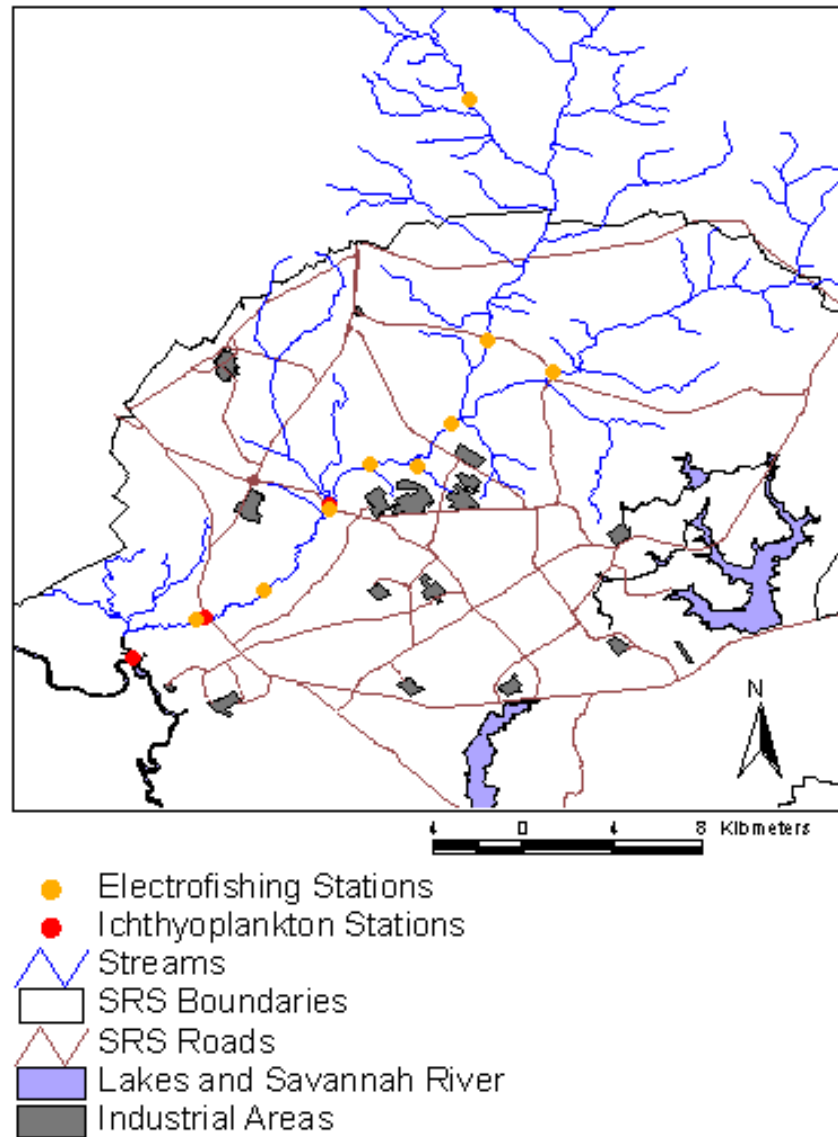 N
4 0 4 8 Kilometers
Electrofishing Stations
Ichthyoplankton Stations
Streams
SRS Boundaries
SRS Roads
Lakes and Savannah River
Industrial Areas